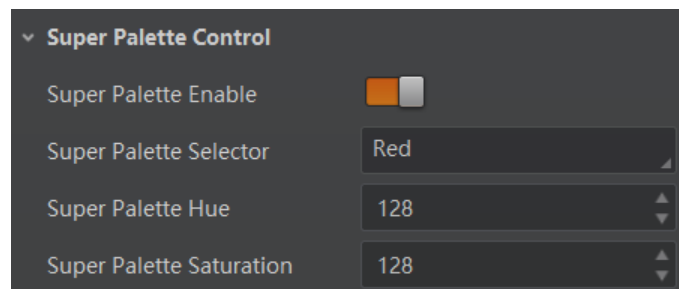 Super Palette Control
Super Palette Enable
Super Palette Selector Red
Super Palette Hue 128
Super Palette Saturation 128